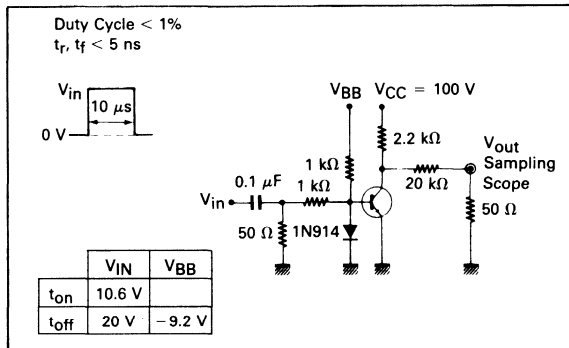 Duty Cycle < 1%
tr, tf < 5 ns
Vin
10 μs
0 V
VBB
VCC = 100 V
2.2 kΩ
Vout
Sampling
Scope
1 kΩ
20 kΩ
0.1 μF
1 kΩ
Vin
50 Ω
1N914
50 Ω
VIN VBB
ton 10.6 V
toff 20 V −9.2 V